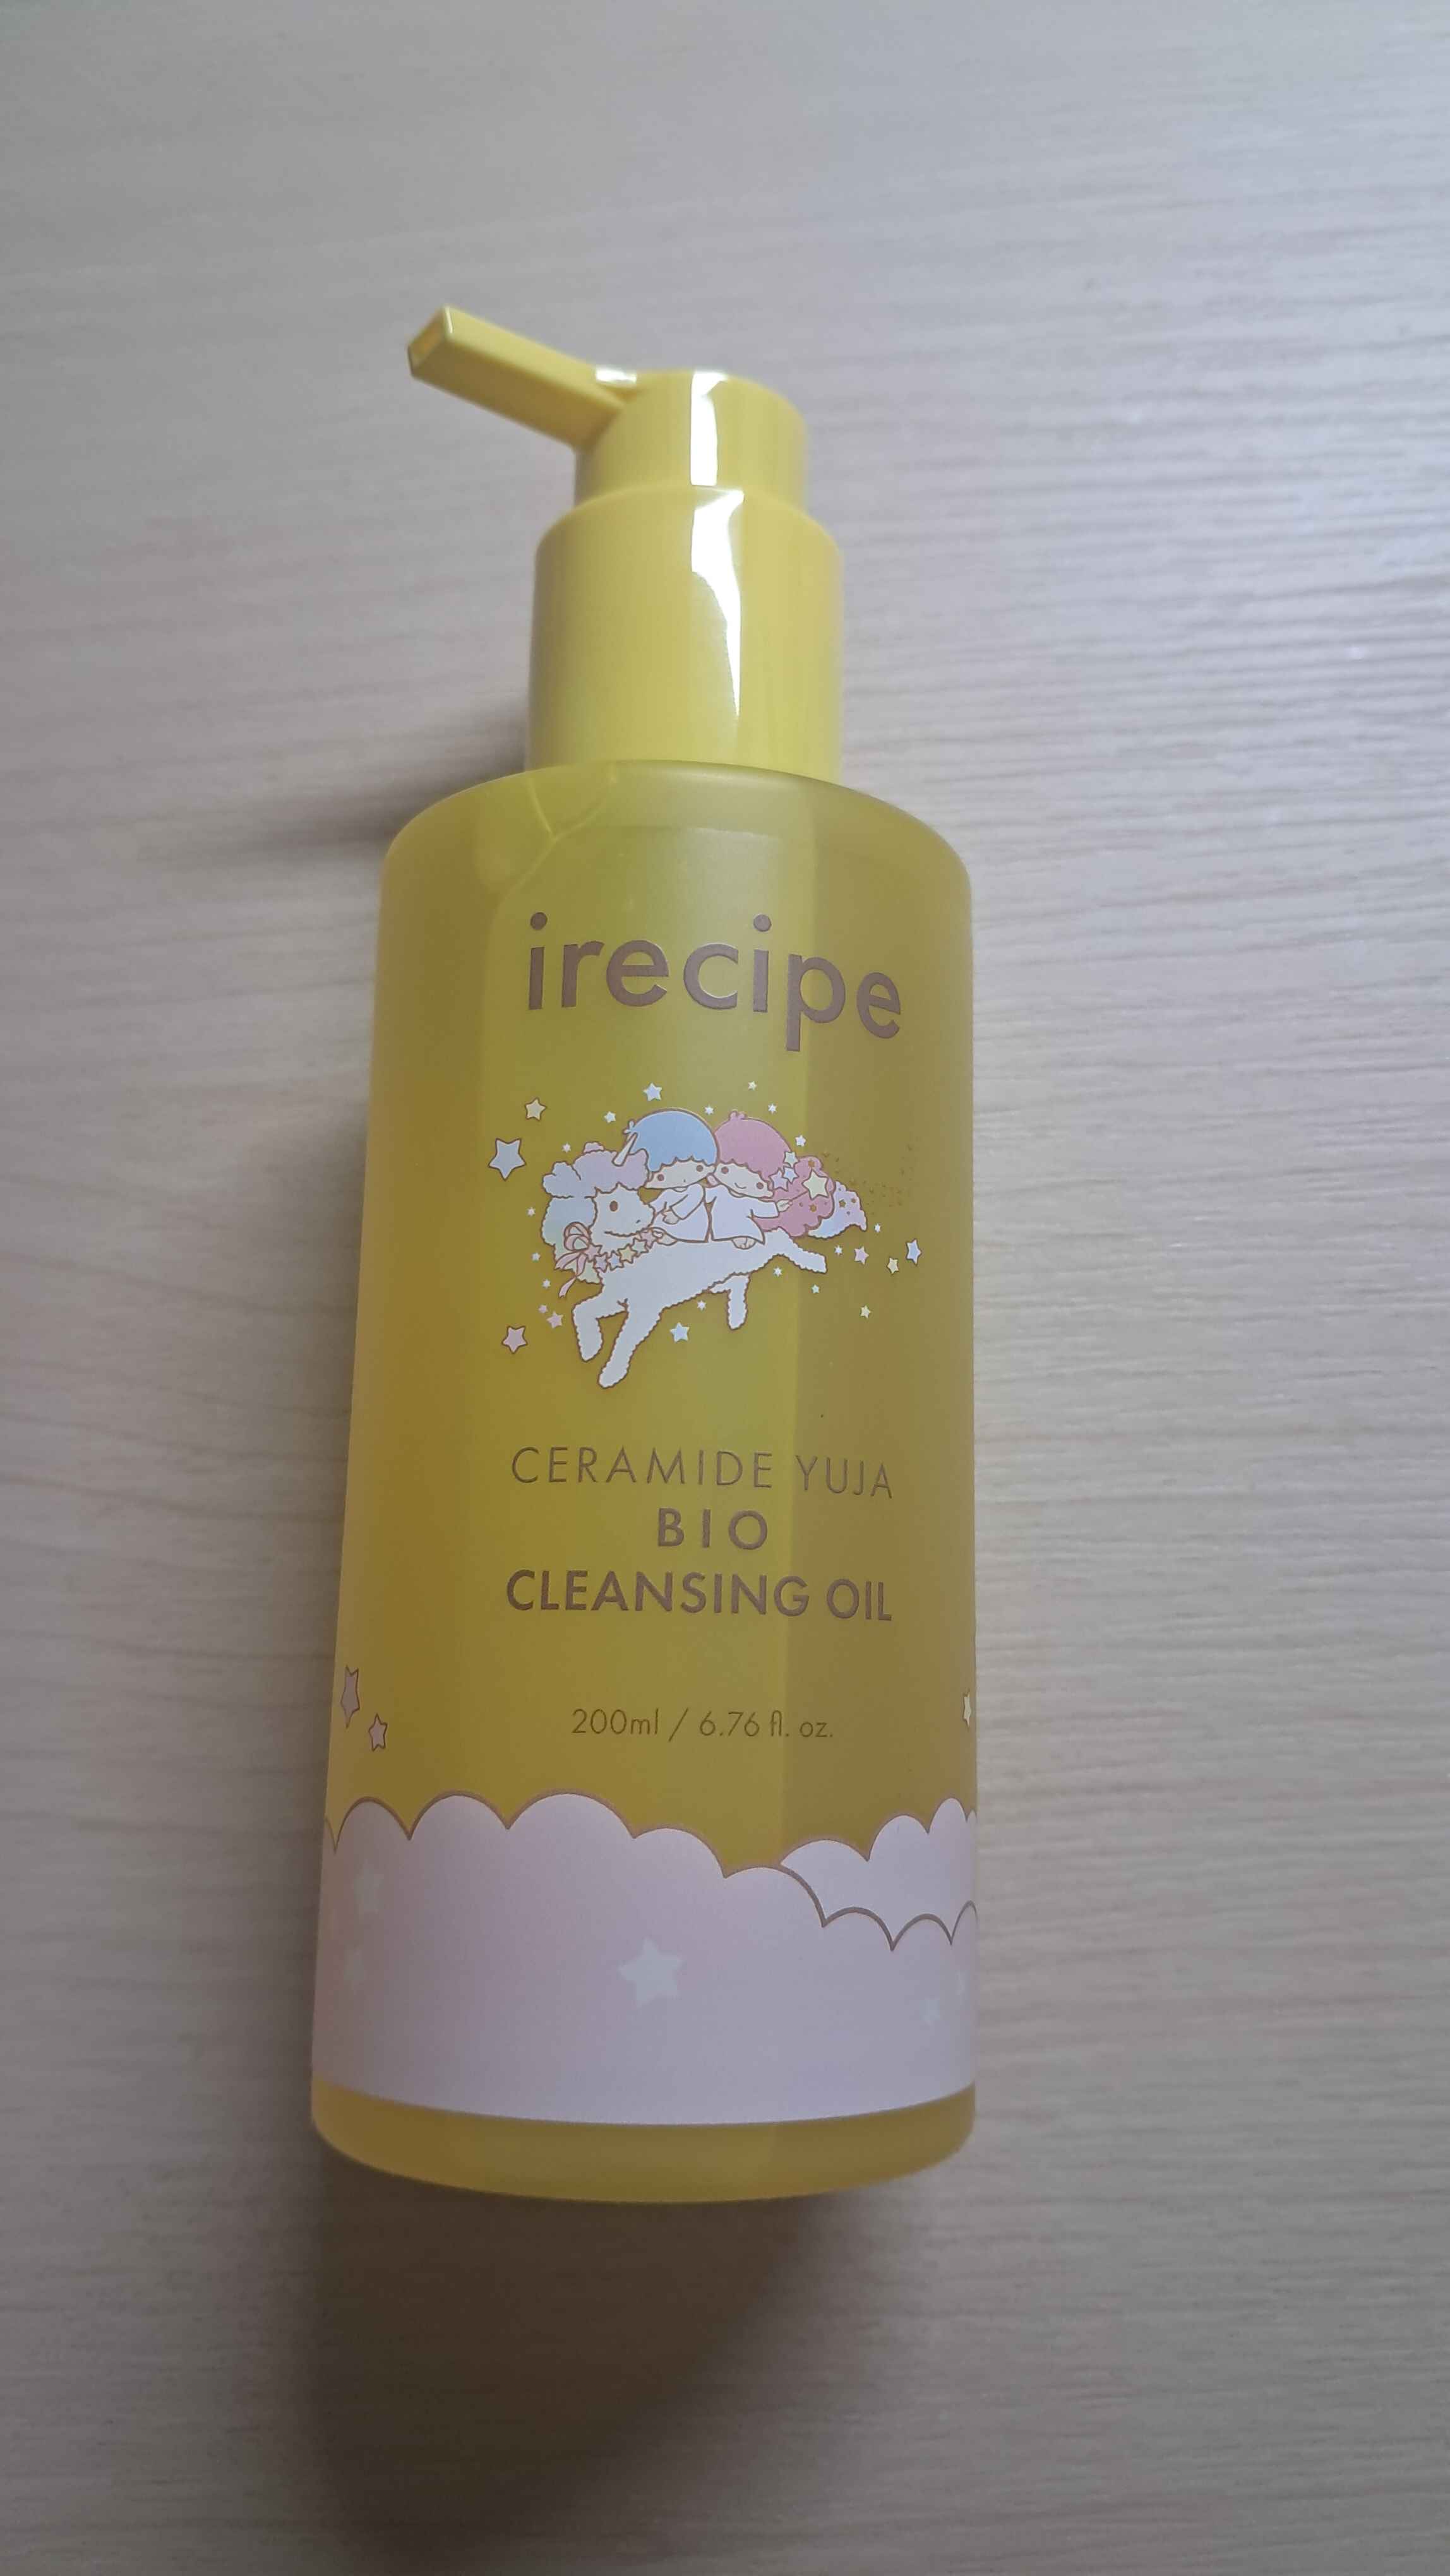 irecipe
CERAMIDE YUJA
BIO
CLEANSING OIL
200ml / 6.76 fl. oz.